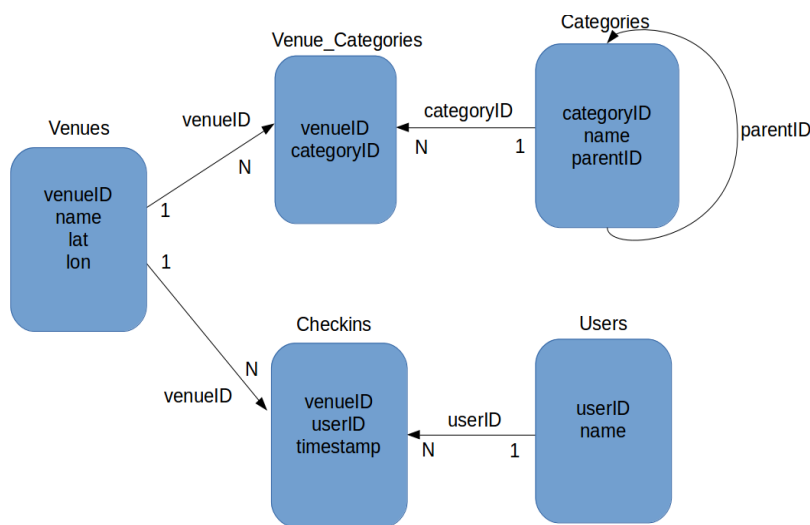 Categories
Venue_Categories
categoryID
name
parentID
parentID
categoryID
N
1
venueID
categoryID
venueID
N
Venues
venueID
name
lat
lon
1
1
Checkins
Users
N
venueID
venueID
userID
timestamp
userID
N
1
userID
name